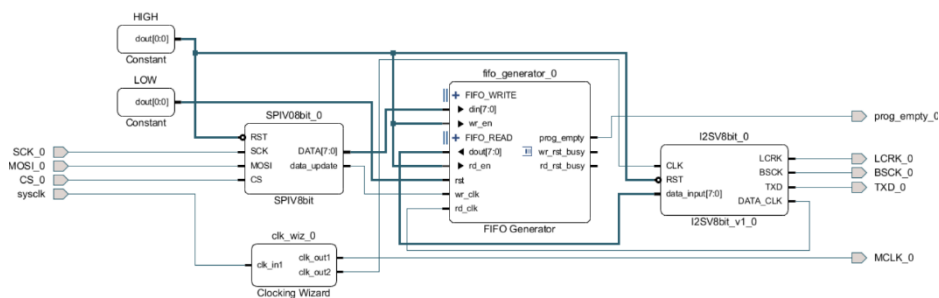 HIGH
dout[0:0]
Constant
LOW
dout[0:0]
Constant
SCK_0
MOSI_0
CS_0
sysclk
SPIV08bit_0
RST
SCK
MOSI
CS
DATA[7:0]
data_update
SPIV8bit
clk_wiz_0
clk_in1
clk_out1
clk_out2
Clocking Wizard
fifo_generator_0
FIFO_WRITE
din[7:0]
wr_en
FIFO_READ
dout[7:0]
rd_en
rst
wr_clk
rd_clk
prog_empty
wr_rst_busy
rd_rst_busy
FIFO Generator
I2SV8bit_0
CLK
RST
data_input[7:0]
LCRK
BSCK
TXD
DATA_CLK
I2SV8bit_v1_0
prog_empty_0
LCRK_0
BSCK_0
TXD_0
MCLK_0